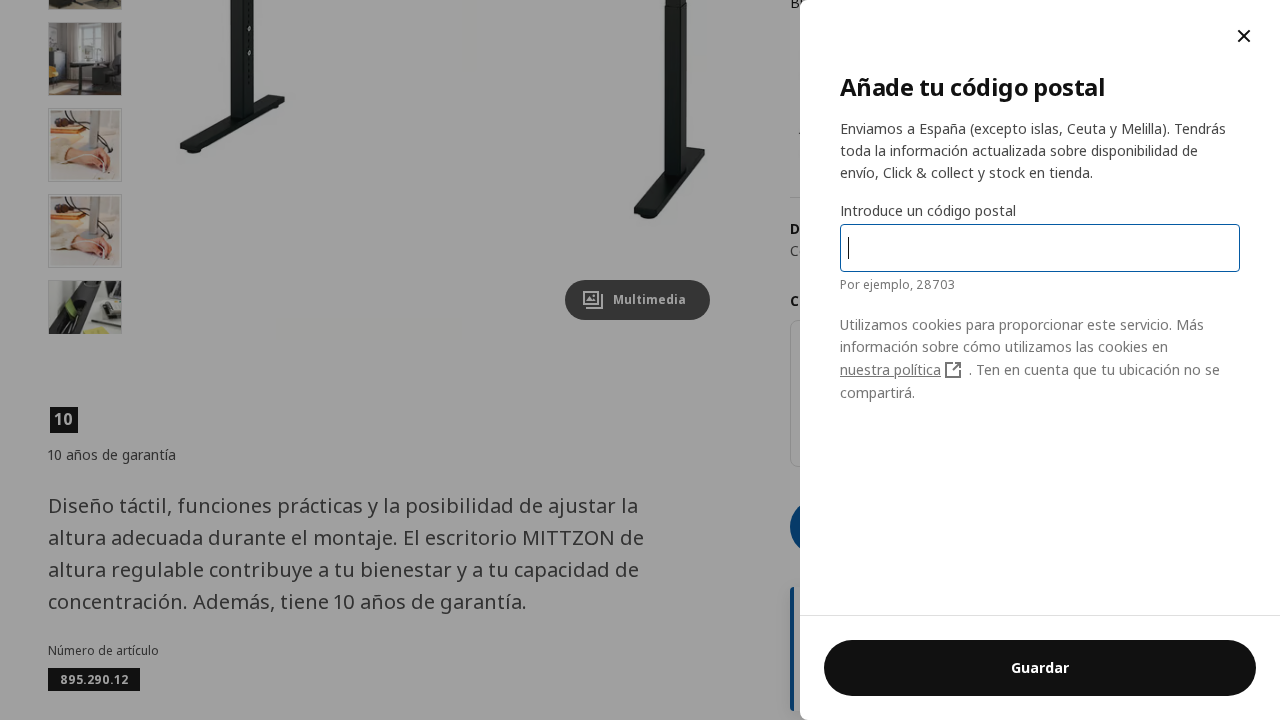 Añade tu código postal
Enviamos a España (excepto islas, Ceuta y Melilla). Tendrás
toda la información actualizada sobre disponibilidad de
envío, Click & collect y stock en tienda.
Introduce un código postal
Por ejemplo, 28703
Utilizamos cookies para proporcionar este servicio. Más
información sobre cómo utilizamos las cookies en
nuestra política . Ten en cuenta que tu ubicación no se
compartirá.
Guardar
Multimedia
10
10 años de garantía
Diseño táctil, funciones prácticas y la posibilidad de ajustar la
altura adecuada durante el montaje. El escritorio MITTZON de
altura regulable contribuye a tu bienestar y a tu capacidad de
concentración. Además, tiene 10 años de garantía.
Número de artículo
895.290.12